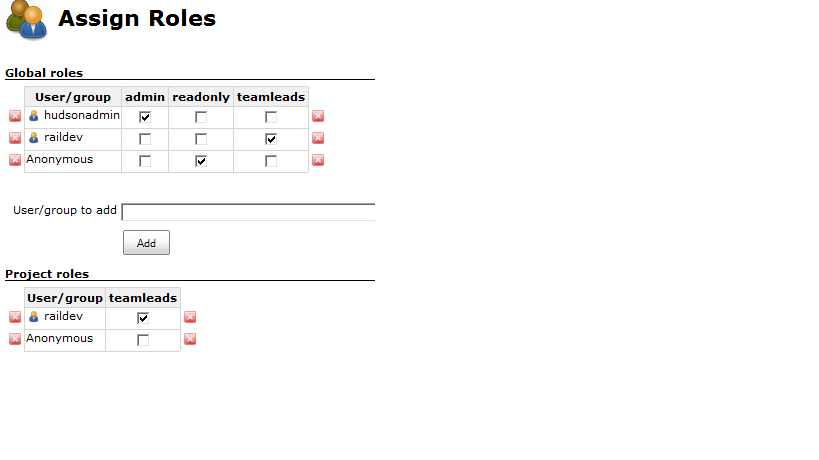 Assign Roles
Global roles
User/group admin readonly teamleads
hudsonadmin
raildev
Anonymous
User/group to add
Add
Project roles
User/group teamleads
raildev
Anonymous